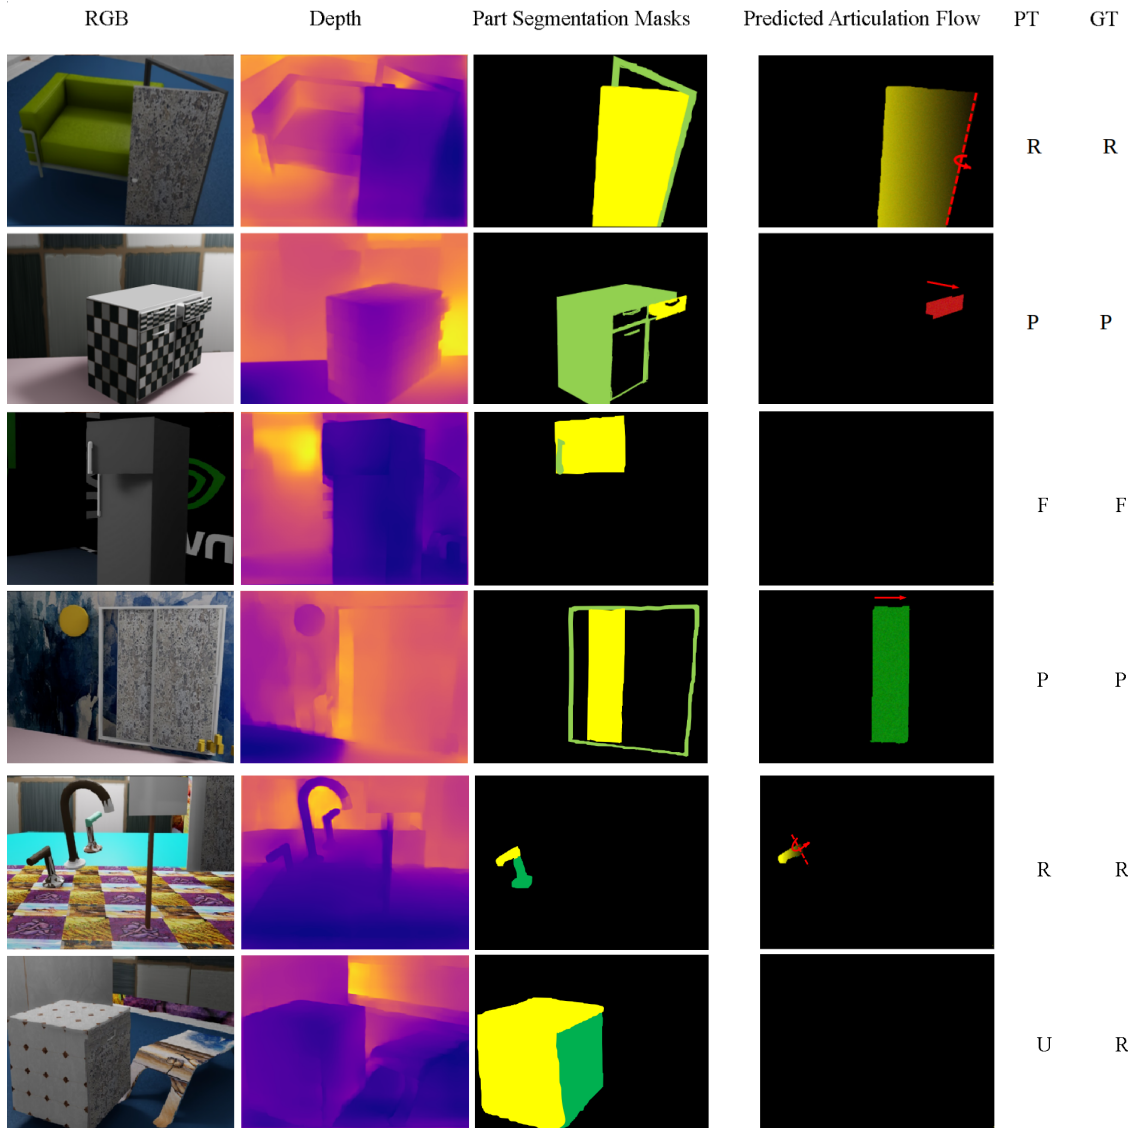 RGB Depth Part Segmentation Masks Predicted Articulation Flow PT GT
R R
P P
F F
P P
R R
U R